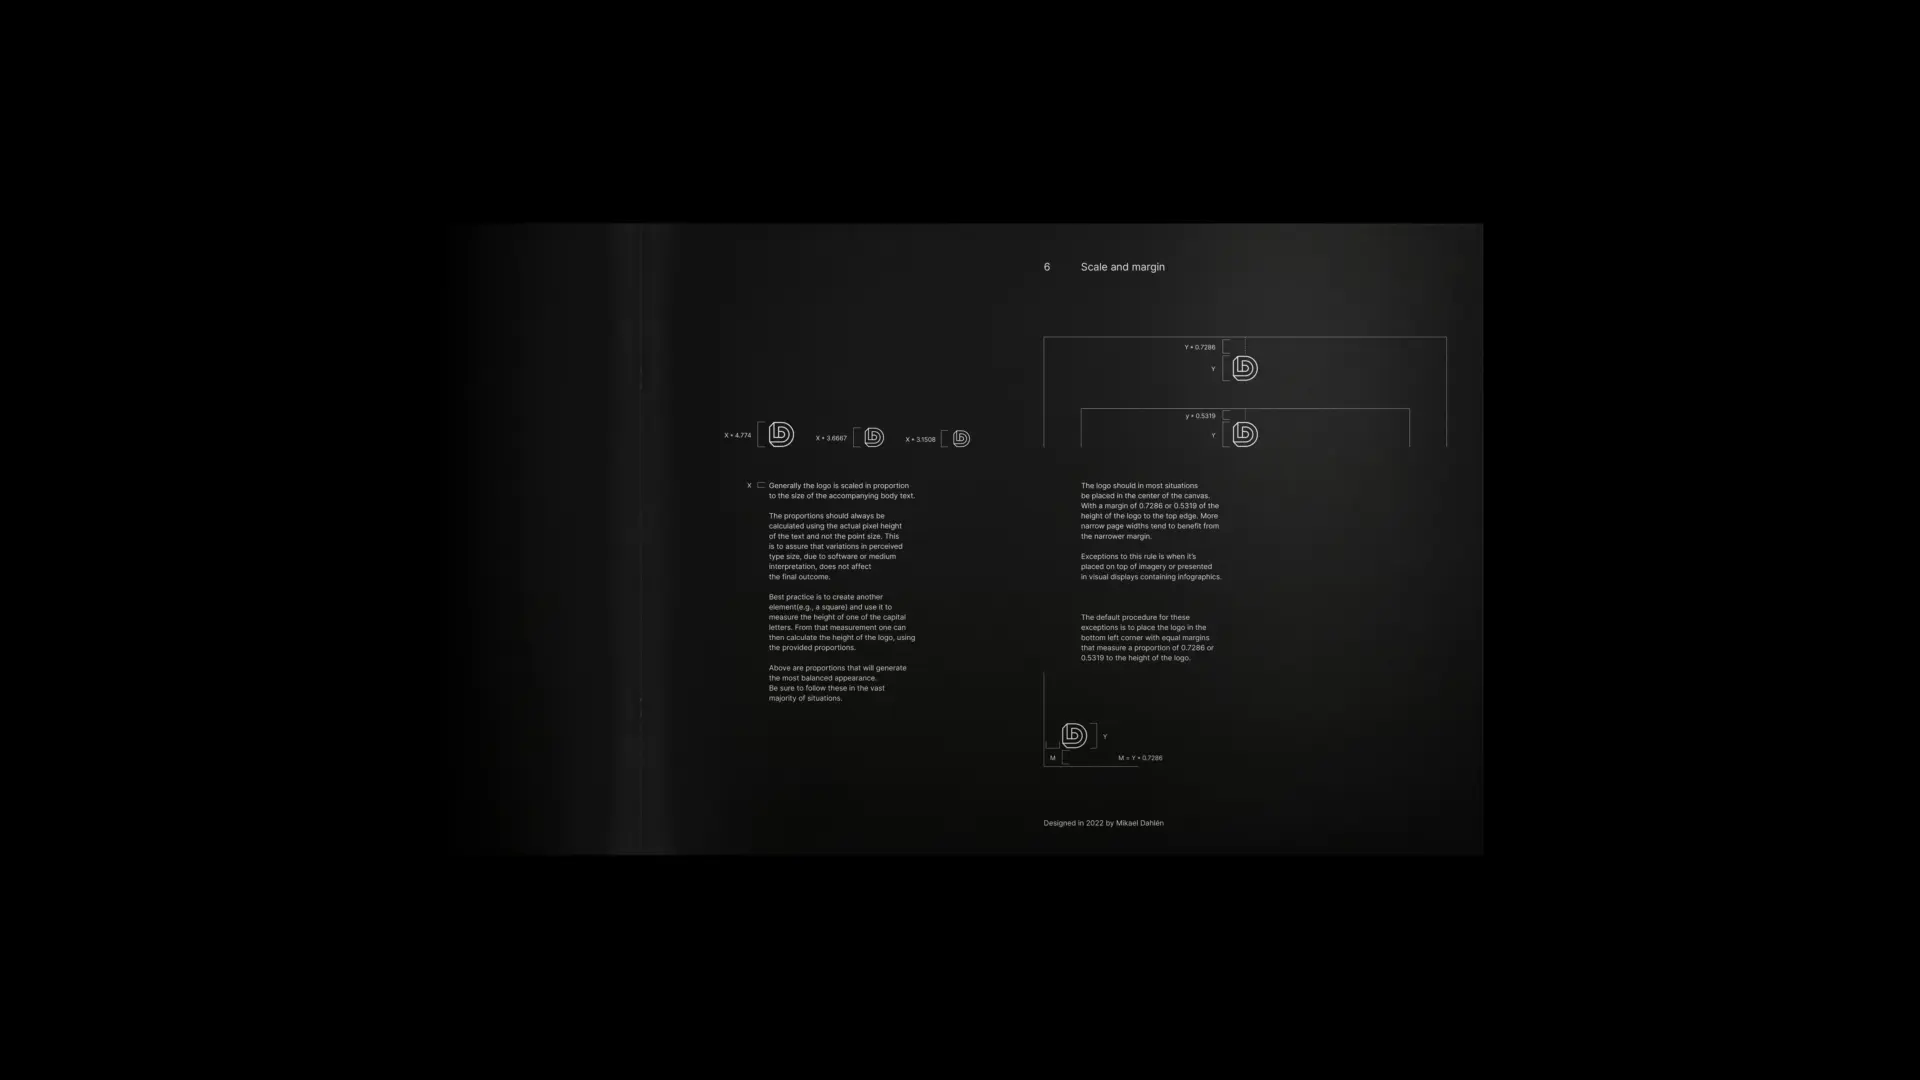 6 Scale and margin
Y * 0.7286
Y
y * 0.5319
Y
X * 4.774
X * 3.6667
X * 3.1508
X
Generally the logo is scaled in proportion
to the size of the accompanying body text.
The proportions should always be
calculated using the actual pixel height
of the text and not the point size. This
is to assure that variations in perceived
type size, due to software or medium
interpretation, does not affect
the final outcome.
Best practice is to create another
element(e.g., a square) and use it to
measure the height of one of the capital
letters. From that measurement one can
then calculate the height of the logo, using
the provided proportions.
Above are proportions that will generate
the most balanced appearance.
Be sure to follow these in the vast
majority of situations.
The logo should in most situations
be placed in the center of the canvas.
With a margin of 0.7286 or 0.5319 of the
height of the logo to the top edge. More
narrow page widths tend to benefit from
the narrower margin.
Exceptions to this rule is when it's
placed on top of imagery or presented
in visual displays containing infographics.
The default procedure for these
exceptions is to place the logo in the
bottom left corner with equal margins
that measure a proportion of 0.7286 or
0.5319 to the height of the logo.
Y
M
M = Y * 0.7286
Designed in 2022 by Mikael Dahlén